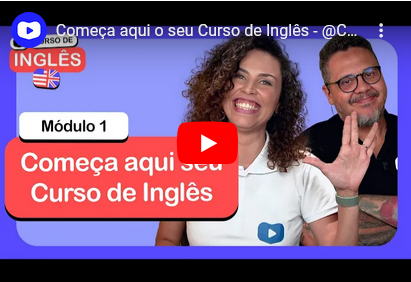 Começa aqui o seu Curso de Inglês - @C...
CURSO DE
INGLÊS
Módulo 1
Começa aqui seu
Curso de Inglês